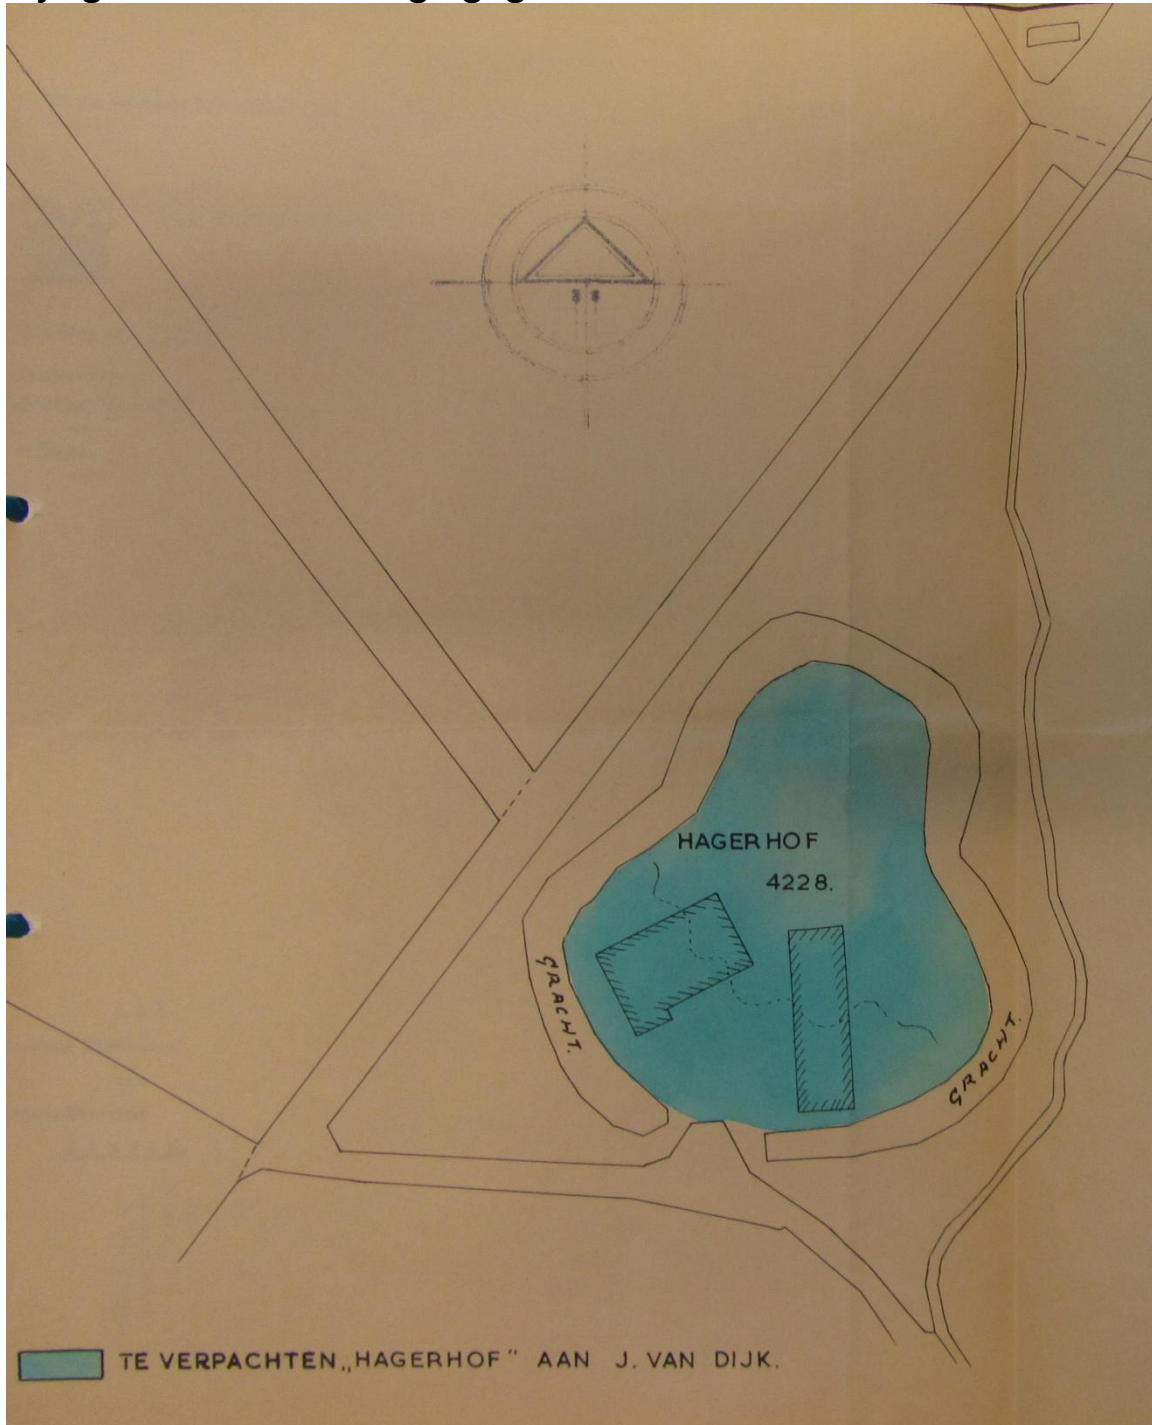 HAGERHOF
4228.
GRACHT.
GRACHT.
TE VERPACHTEN „HAGERHOF" AAN J. VAN DIJK.